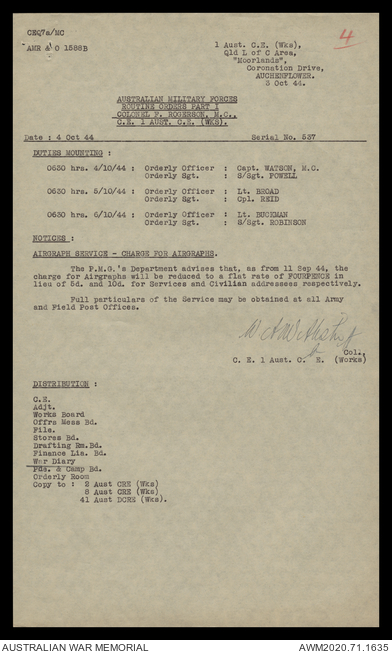 CEQ7a/MC
AMR & O 1588B
1 Aust. C.E. (Wks),
Qld L of C Area,
"Moorlands",
Coronation Drive,
AUCHENFLOWER.
3 Oct 44.
4
AUSTRALIAN MILITARY FORCES
ROUTINE ORDERS PART I
COLONEL F. ROGERSON, M.C.,
C.E. 1 AUST. C.E. (WKS).
Date : 4 Oct 44 Serial No. 537
DUTIES MOUNTING :
0630 hrs. 4/10/44 : Orderly Officer : Capt. WATSON, M.G.
Orderly Sgt. : S/Sgt. POWELL
0630 hrs. 5/10/44 : Orderly Officer : Lt. BROAD
Orderly Sgt. : Cpl. REID
0630 hrs. 6/10/44 : Orderly Officer : Lt. BUCKMAN
Orderly Sgt. : S/Sgt. ROBINSON
NOTICES :
AIRGRAPH SERVICE - CHARGE FOR AIRGRAPHS.
The P.M.G.'s Department advises that, as from 11 Sep 44, the
charge for Airgraphs will be reduced to a flat rate of FOURPENCE in
lieu of 5d. and 10d. for Services and Civilian addresses respectively.
Full particulars of the Service may be obtained at all Army
and Field Post Offices.
Col.,
C. E. 1 Aust. C. E. (Works)
DISTRIBUTION :
C.E.
Adjt.
Works Board
Offrs Mess Bd.
File.
Stores Bd.
Drafting Rm.Bd.
Finance Lia. Bd.
War Diary
Pds. & Camp Bd.
Orderly Room
Copy to : 2 Aust CRE (Wks)
8 Aust CRE (Wks)
41 Aust DCRE (Wks).
AUSTRALIAN WAR MEMORIAL AWM2020.71.1635